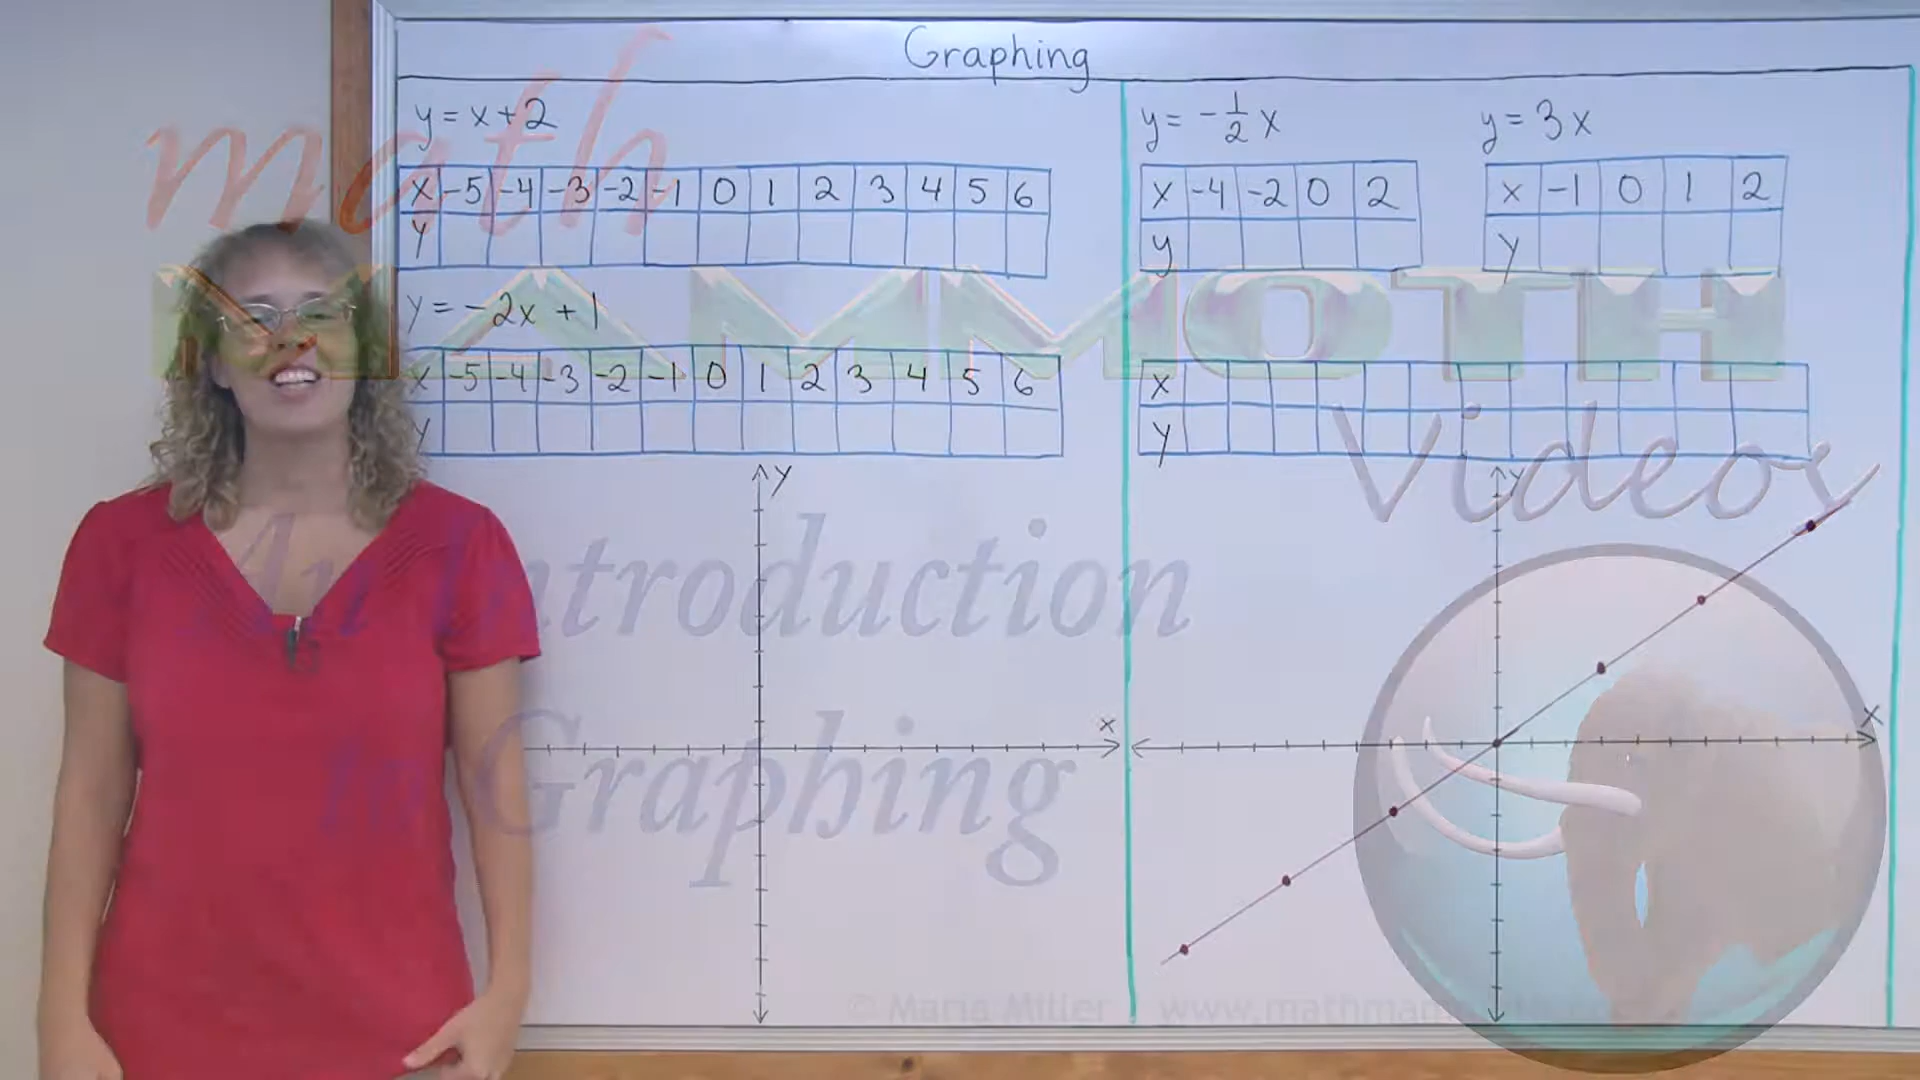 Graphing
y = x + 2
x -5 -4 -3 -2 -1 0 1 2 3 4 5 6
y
y = -2x + 1
x -5 -4 -3 -2 -1 0 1 2 3 4 5 6
y
y
x
y = -1/2 x
x -4 -2 0 2
y
y = 3x
x -1 0 1 2
y
x
y
y
x
math
MAMMOTH
Videos
An Introduction
to Graphing
© Maria Miller